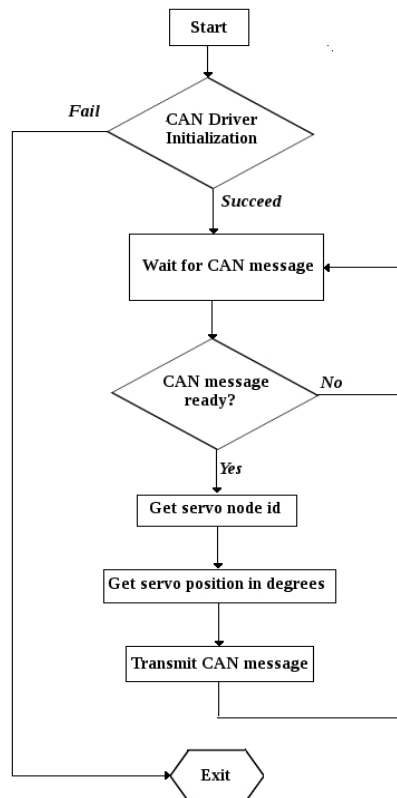 Start
Fail
CAN Driver
Initialization
Succeed
Wait for CAN message
CAN message
ready?
No
Yes
Get servo node id
Get servo position in degrees
Transmit CAN message
Exit